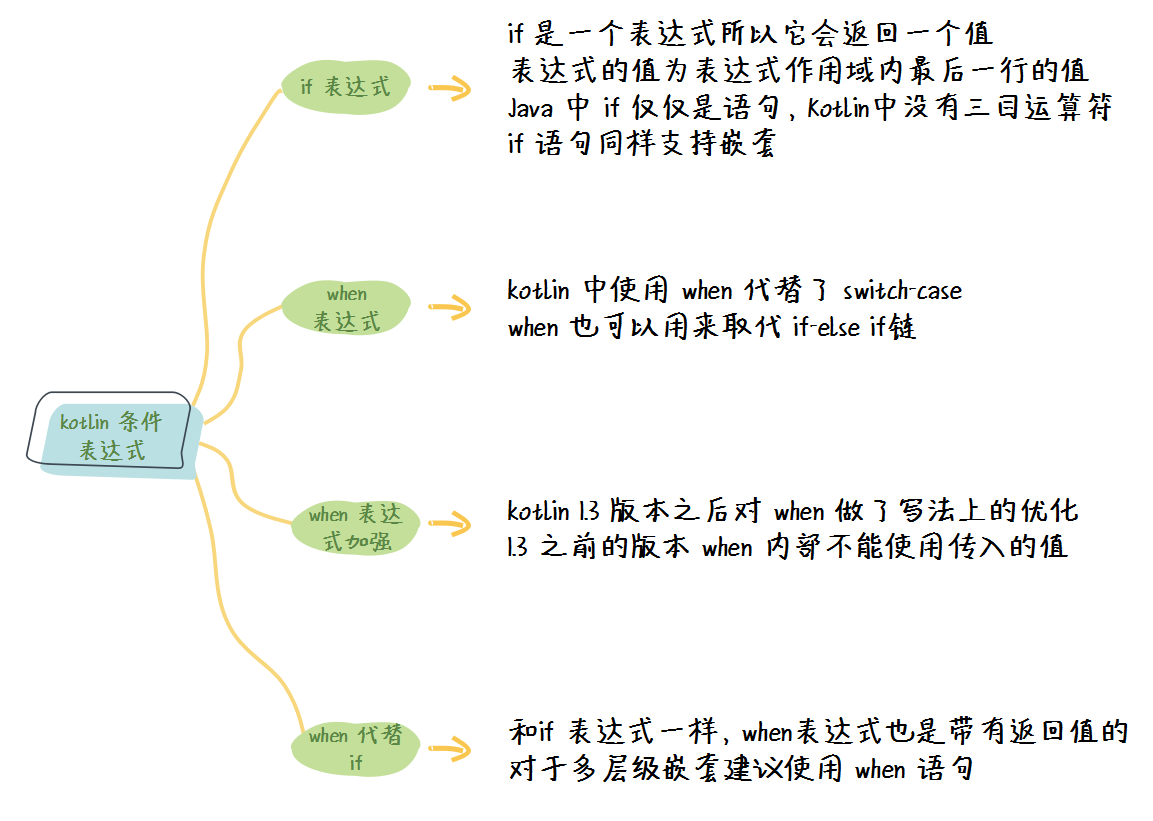 if 表达式
if 是一个表达式所以它会返回一个值
表达式的值为表达式作用域内最后一行的值
Java 中 if 仅仅是语句, Kotlin中没有三目运算符
if 语句同样支持嵌套
when
表达式
kotlin 中使用 when 代替了 switch-case
when 也可以用来取代 if-else if链
kotlin 条件
表达式
when 表达
式加强
kotlin 1.3 版本之后对 when 做了写法上的优化
1.3 之前的版本 when 内部不能使用传入的值
when 代替
if
和if 表达式一样, when表达式也是带有返回值的
对于多层级嵌套建议使用 when 语句